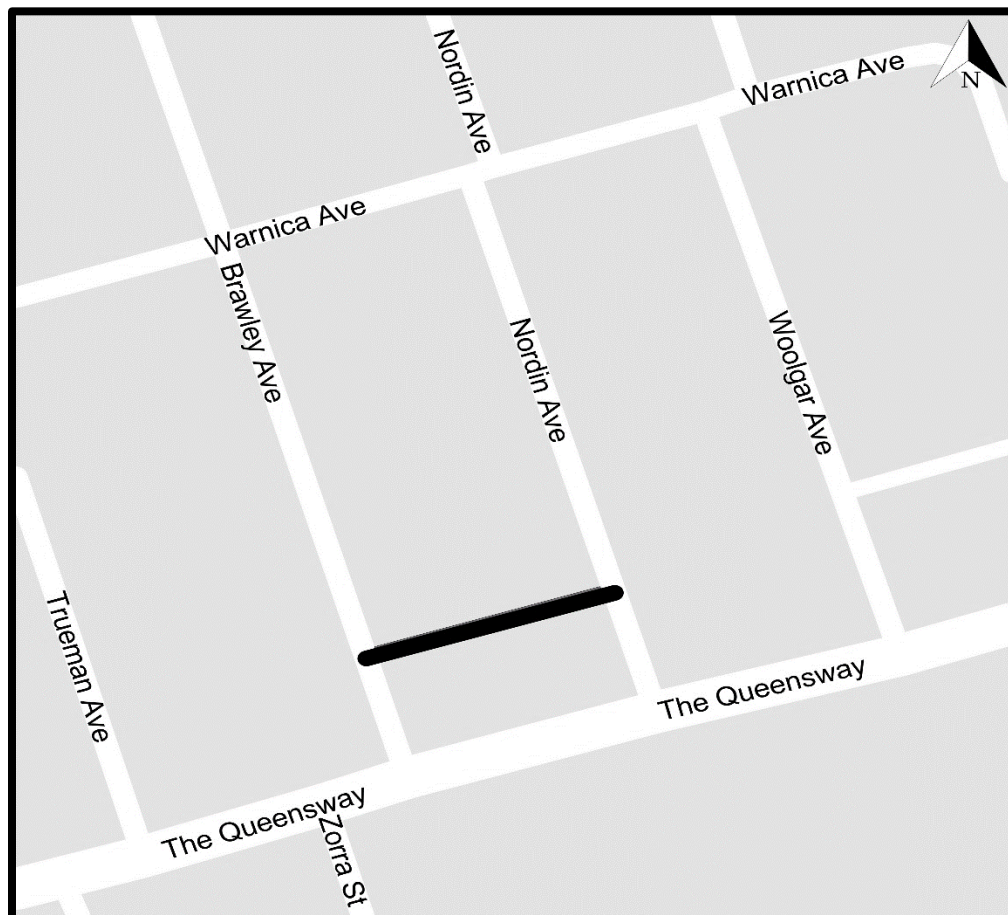 Nordin Ave
Warnica Ave
N
Warnica Ave
Brawley Ave
Nordin Ave
Woolgar Ave
Trueman Ave
The Queensway
The Queensway
Zorra St